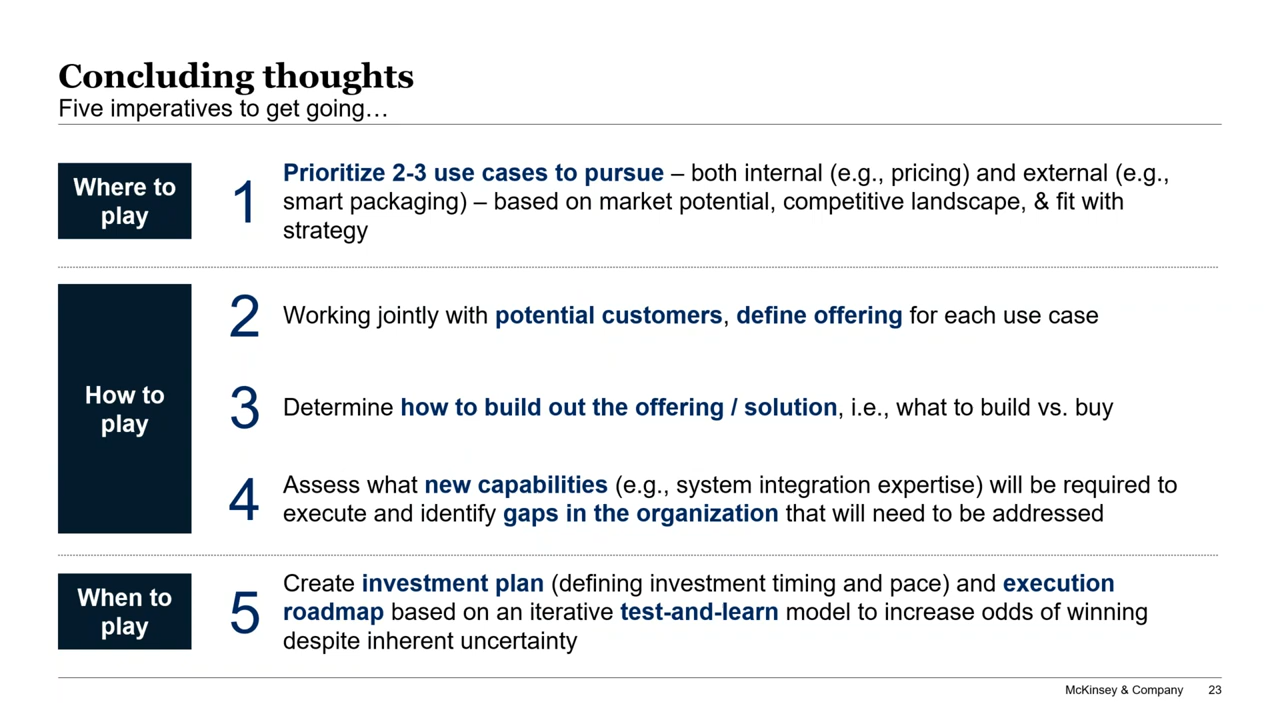 Concluding thoughts
Five imperatives to get going…
Where to
play
1
Prioritize 2-3 use cases to pursue – both internal (e.g., pricing) and external (e.g.,
smart packaging) – based on market potential, competitive landscape, & fit with
strategy
How to
play
2
Working jointly with potential customers, define offering for each use case
3
Determine how to build out the offering / solution, i.e., what to build vs. buy
4
Assess what new capabilities (e.g., system integration expertise) will be required to
execute and identify gaps in the organization that will need to be addressed
When to
play
5
Create investment plan (defining investment timing and pace) and execution
roadmap based on an iterative test-and-learn model to increase odds of winning
despite inherent uncertainty
McKinsey & Company 23